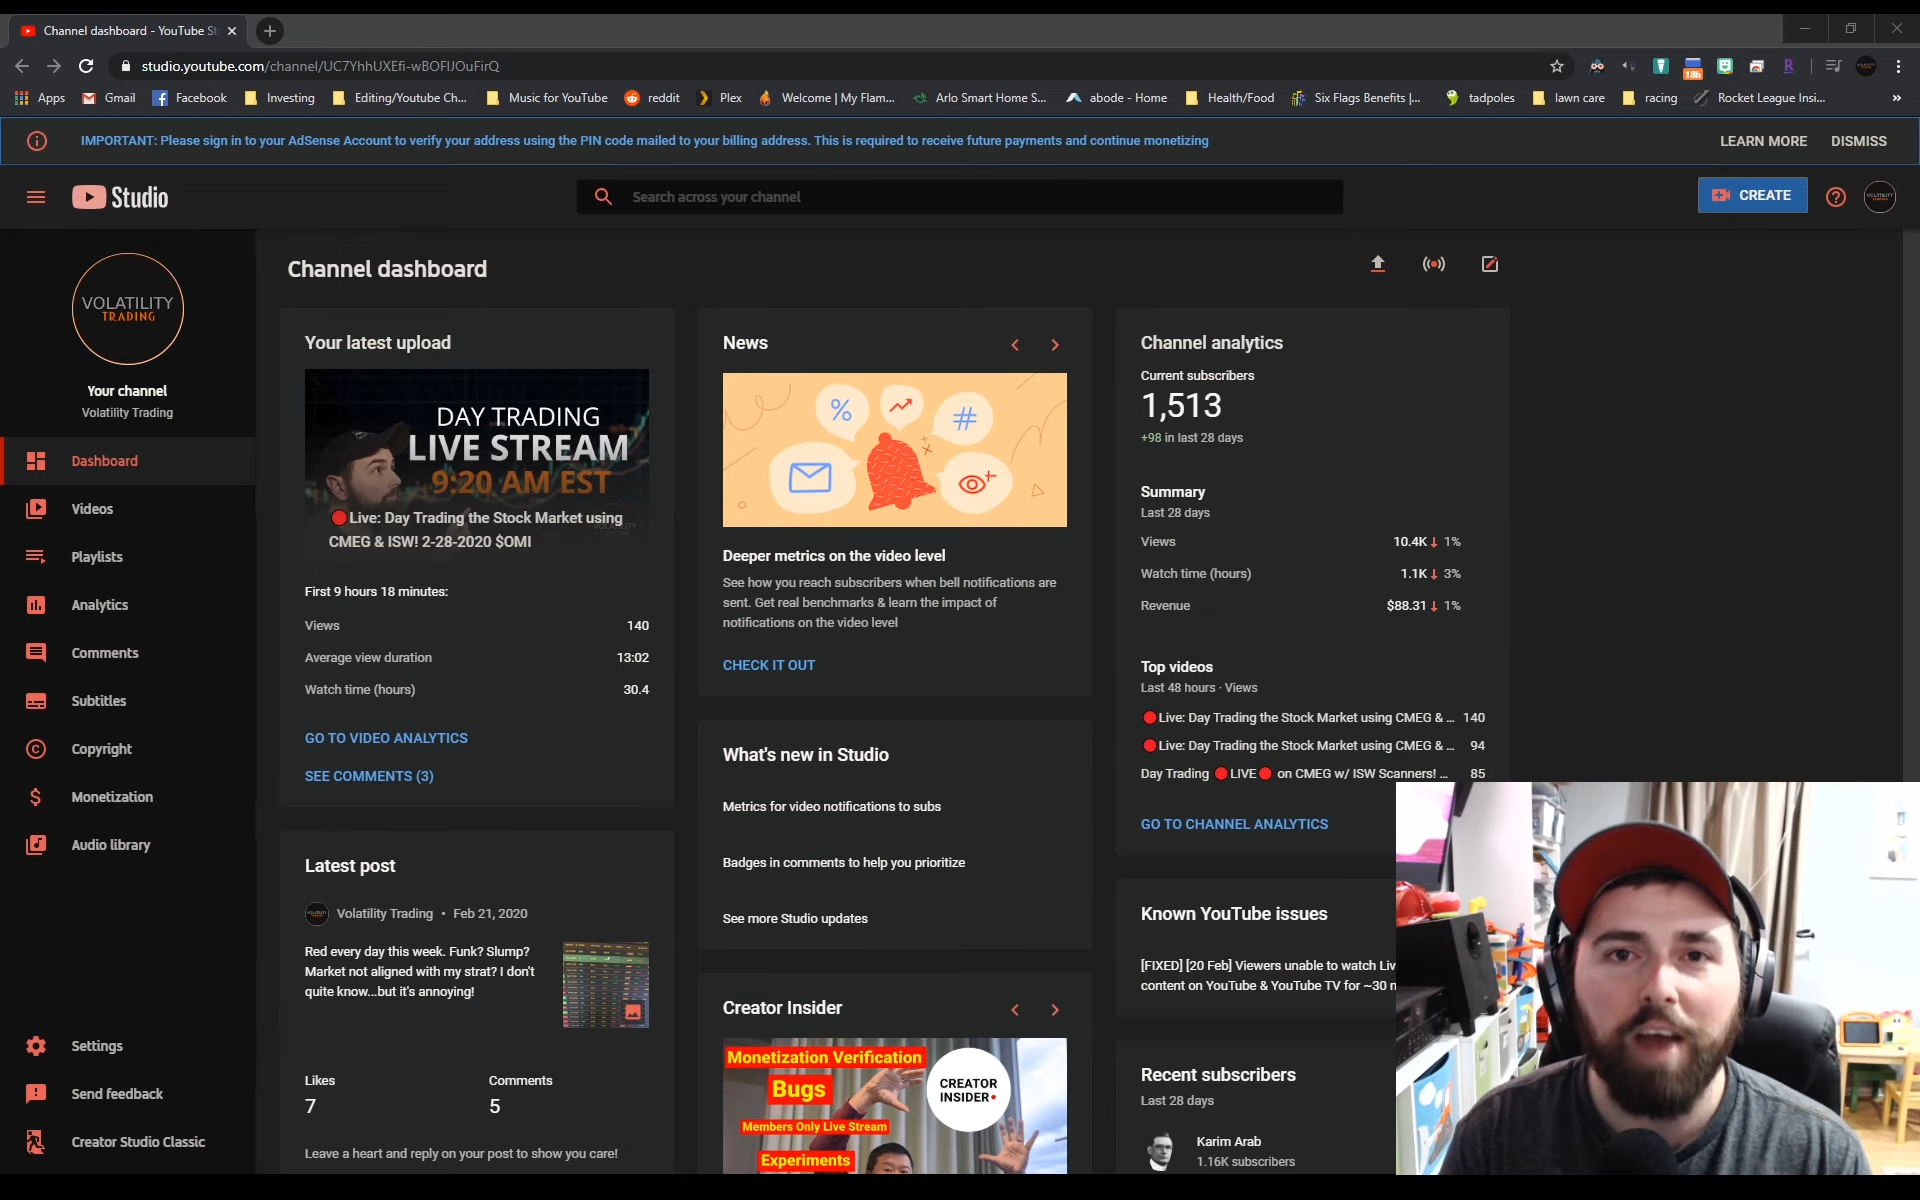 Channel dashboard - YouTube St
studio.youtube.com/channel/UC7YhhUXEfi-wBOFIJOuFirQ
18h
Apps
Gmail
Facebook
Investing
Editing/Youtube Ch...
Music for YouTube
reddit
Plex
Welcome | My Flam...
Arlo Smart Home S...
abode - Home
Health/Food
Six Flags Benefits |...
tadpoles
lawn care
racing
Rocket League Insi...
»
IMPORTANT: Please sign in to your AdSense Account to verify your address using the PIN code mailed to your billing address. This is required to receive future payments and continue monetizing
LEARN MORE
DISMISS
Studio
Search across your channel
CREATE
VOLATILITY
TRADING
Your channel
Volatility Trading
Dashboard
Videos
Playlists
Analytics
Comments
Subtitles
Copyright
Monetization
Audio library
Settings
Send feedback
Creator Studio Classic
Channel dashboard
Your latest upload
DAY TRADING
LIVE STREAM
9:20 AM EST
🔴Live: Day Trading the Stock Market using
CMEG & ISW! 2-28-2020 $OMI
First 9 hours 18 minutes:
Views 140
Average view duration 13:02
Watch time (hours) 30.4
GO TO VIDEO ANALYTICS
SEE COMMENTS (3)
Latest post
Volatility Trading • Feb 21, 2020
Red every day this week. Funk? Slump?
Market not aligned with my strat? I don't
quite know...but it's annoying!
Likes Comments
7 5
Leave a heart and reply on your post to show you care!
News
%
#
Deeper metrics on the video level
See how you reach subscribers when bell notifications are
sent. Get real benchmarks & learn the impact of
notifications on the video level
CHECK IT OUT
What's new in Studio
Metrics for video notifications to subs
Badges in comments to help you prioritize
See more Studio updates
Creator Insider
Monetization Verification
Bugs
Members Only Live Stream
Experiments
CREATOR
INSIDER
Channel analytics
Current subscribers
1,513
+98 in last 28 days
Summary
Last 28 days
Views 10.4K ↓ 1%
Watch time (hours) 1.1K ↓ 3%
Revenue $88.31 ↓ 1%
Top videos
Last 48 hours · Views
🔴Live: Day Trading the Stock Market using CMEG & ... 140
🔴Live: Day Trading the Stock Market using CMEG & ... 94
Day Trading 🔴LIVE🔴 on CMEG w/ ISW Scanners! ... 85
GO TO CHANNEL ANALYTICS
Known YouTube issues
[FIXED] [20 Feb] Viewers unable to watch Liv
content on YouTube & YouTube TV for ~30 m
Recent subscribers
Last 28 days
Karim Arab
1.16K subscribers